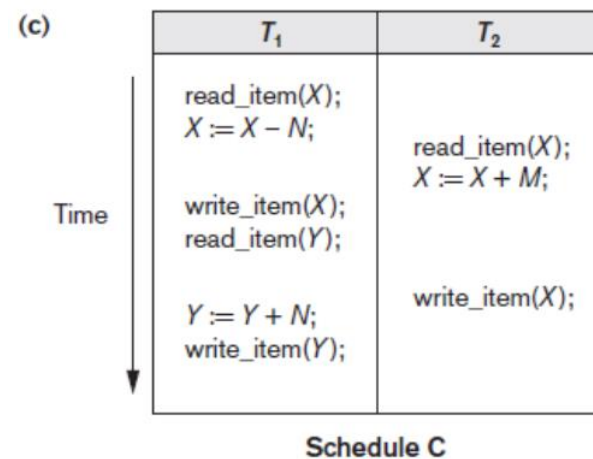 (c)
T₁ T₂
read_item(X);
X := X – N;
read_item(X);
X := X + M;
Time
write_item(X);
read_item(Y);
write_item(X);
Y := Y + N;
write_item(Y);
Schedule C